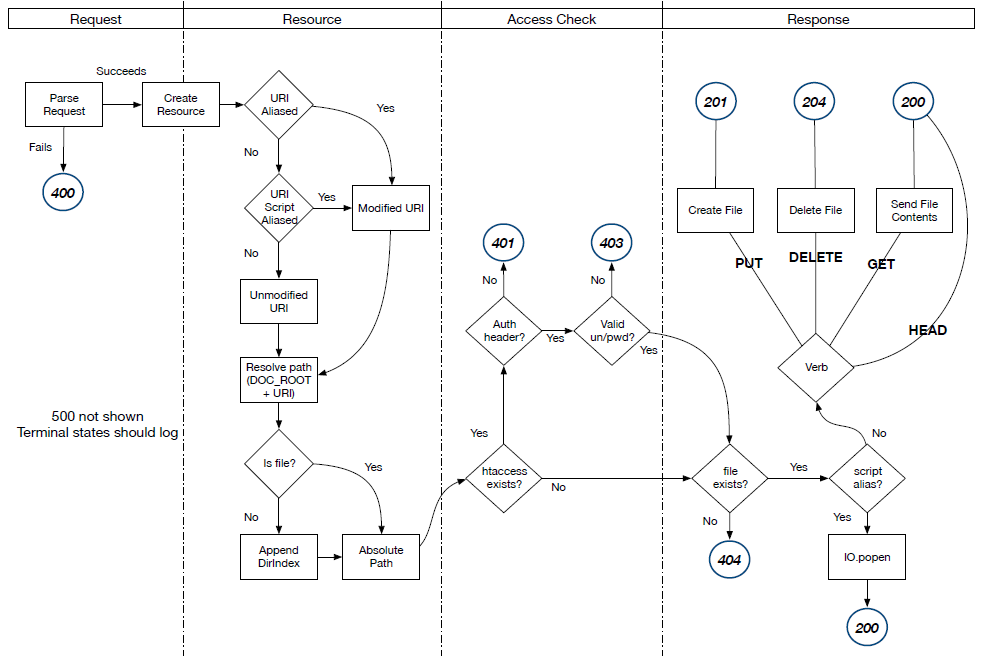 Request
Resource
Access Check
Response
Succeeds
Parse
Request
Create
Resource
URI
Aliased
Yes
201
204
200
Fails
No
400
URI
Script
Aliased
Yes
Modified URI
Create File
Delete File
Send File
Contents
No
401
403
PUT
DELETE
GET
No
No
Unmodified
URI
Auth
header?
Yes
Valid
un/pwd?
Yes
HEAD
Verb
Resolve path
(DOC_ROOT
+ URI)
500 not shown
Terminal states should log
Yes
No
Is file?
Yes
htaccess
exists?
No
file
exists?
Yes
script
alias?
No
No
Yes
Append
DirIndex
Absolute
Path
404
IO.popen
200